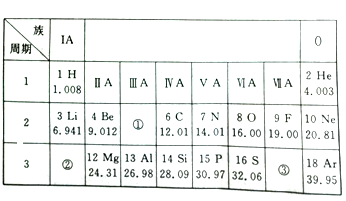 族
周期
IA
0
1
1 H
1.008
ⅡA
ⅢA
ⅣA
ⅤA
ⅥA
ⅦA
2 He
4.003
2
3 Li
6.941
4 Be
9.012
①
6 C
12.01
7 N
14.01
8 O
16.00
9 F
19.00
10 Ne
20.81
3
②
12 Mg
24.31
13 Al
26.98
14 Si
28.09
15 P
30.97
16 S
32.06
③
18 Ar
39.95